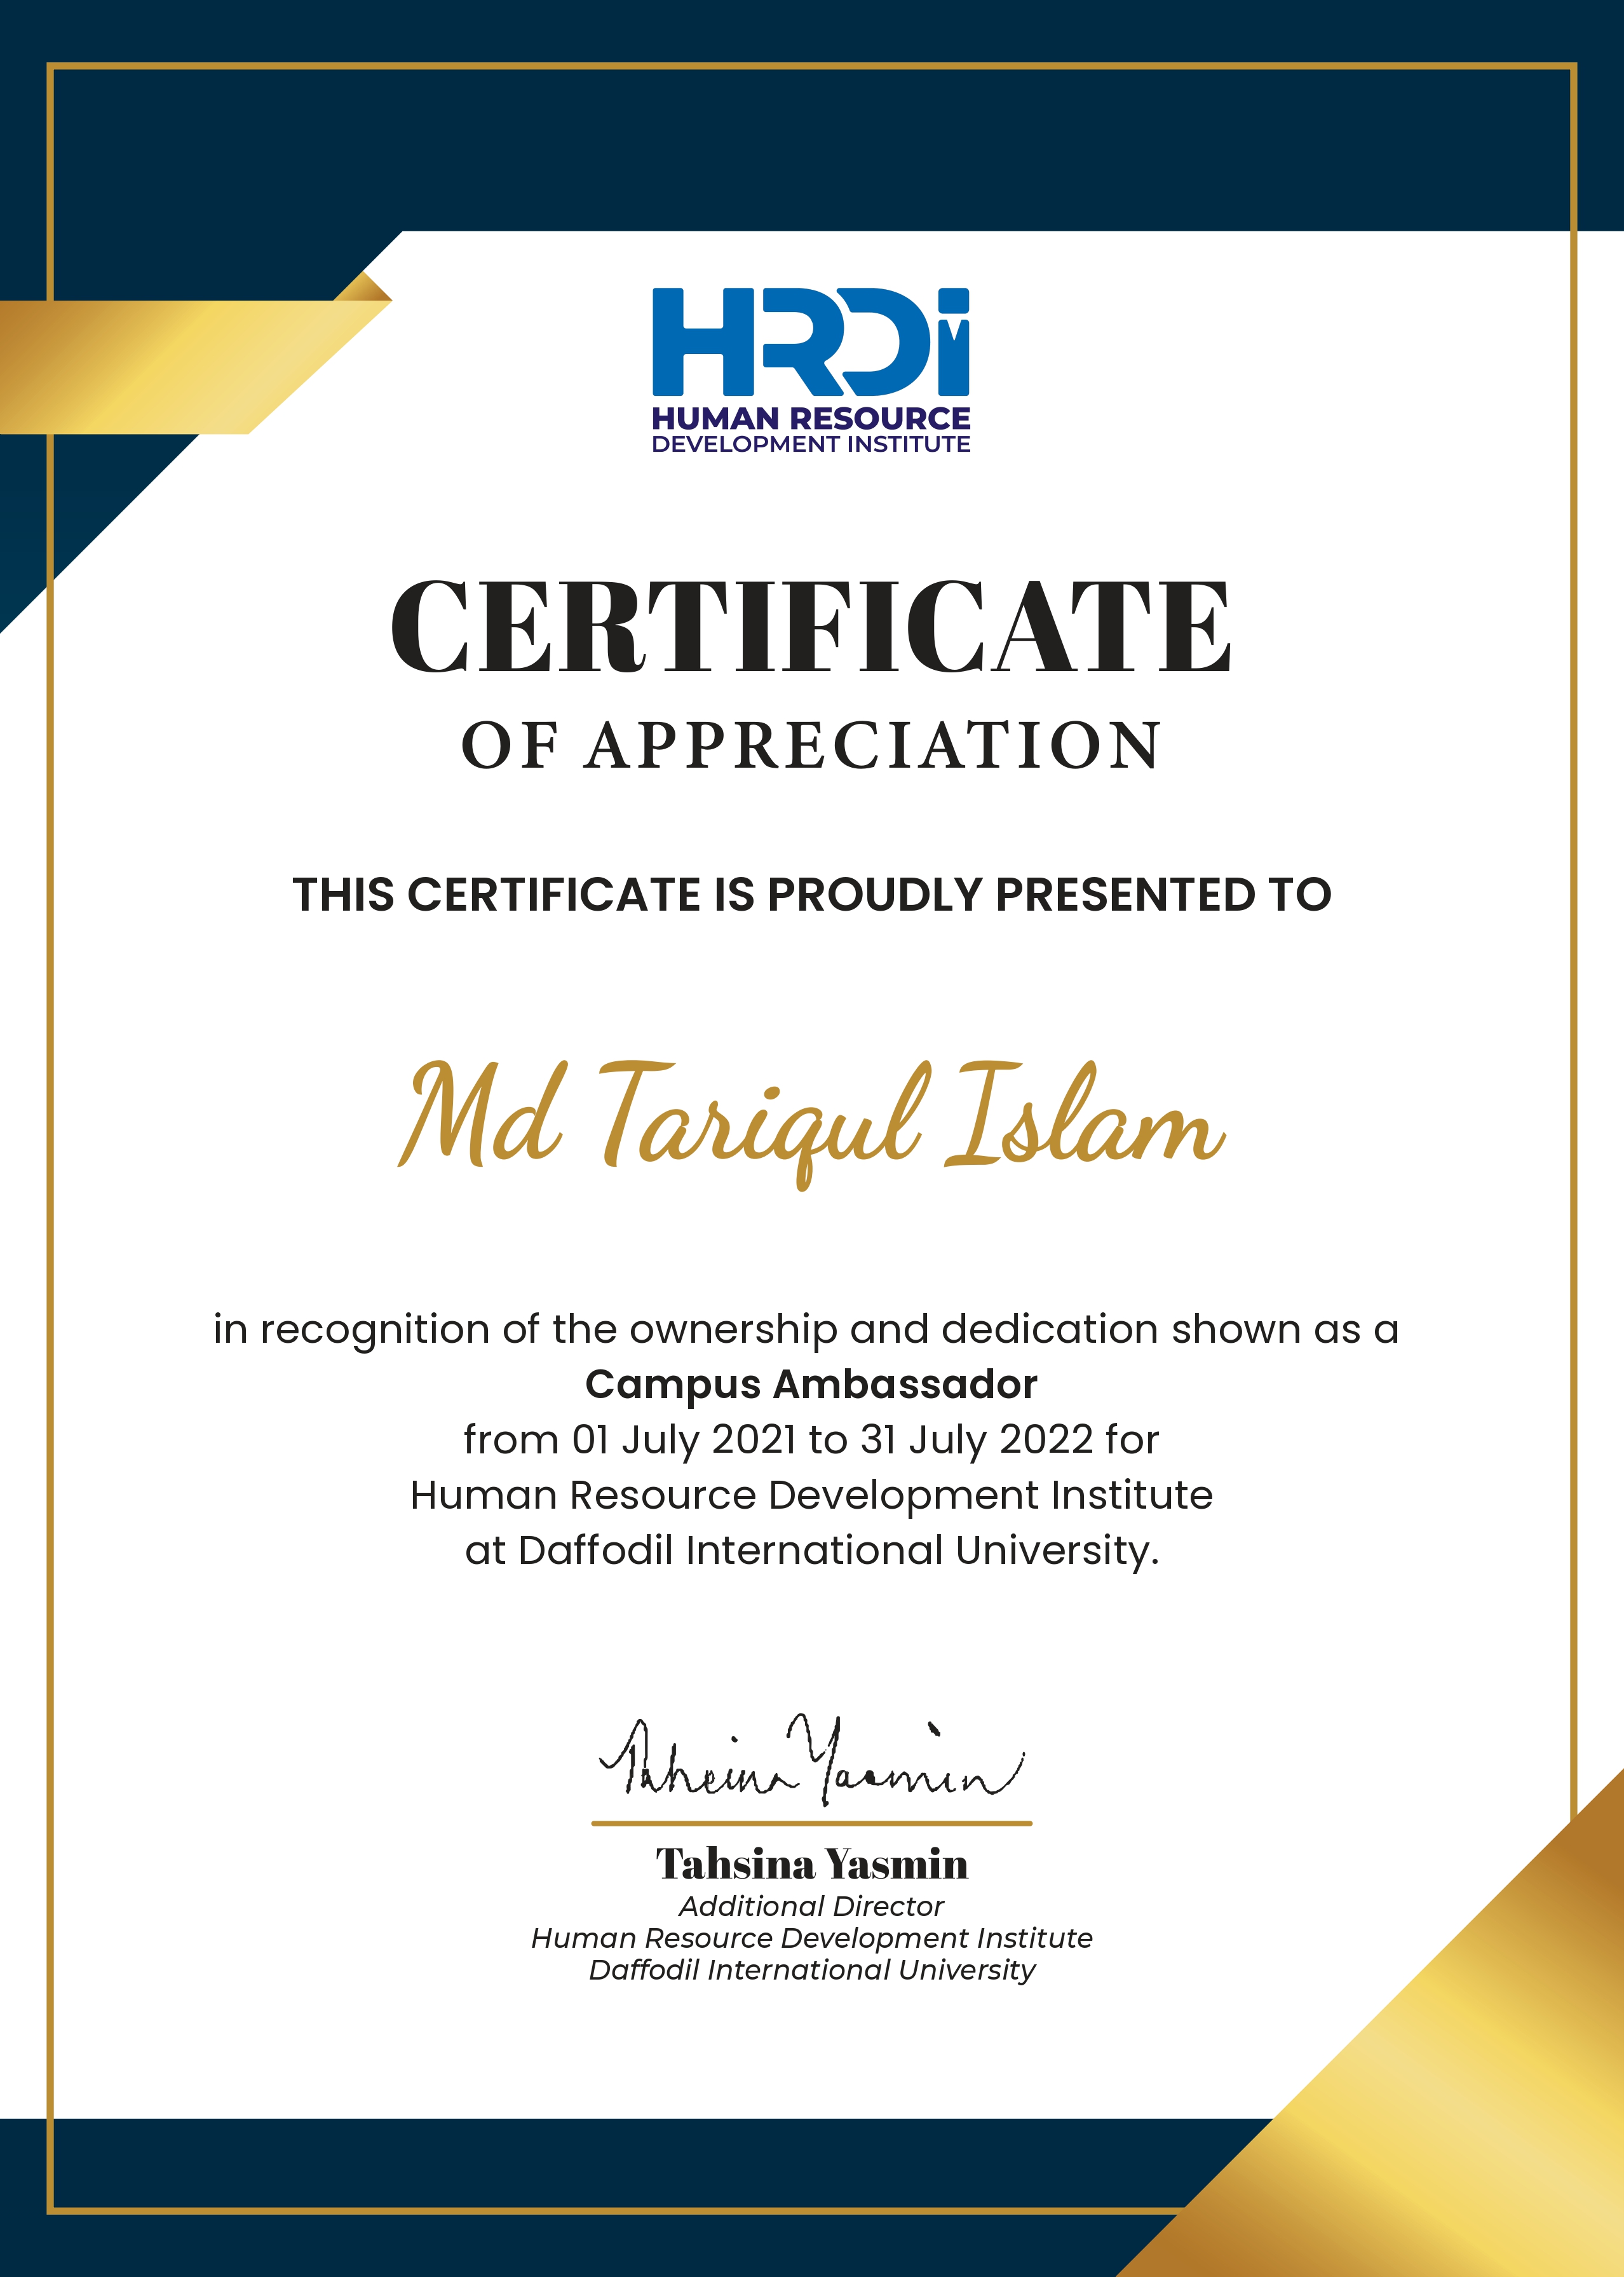 HRDi
HUMAN RESOURCE
DEVELOPMENT INSTITUTE
CERTIFICATE
OF APPRECIATION
THIS CERTIFICATE IS PROUDLY PRESENTED TO
Md Tariqul Islam
in recognition of the ownership and dedication shown as a
Campus Ambassador
from 01 July 2021 to 31 July 2022 for
Human Resource Development Institute
at Daffodil International University.
Tahsina Yasmin
Tahsina Yasmin
Additional Director
Human Resource Development Institute
Daffodil International University